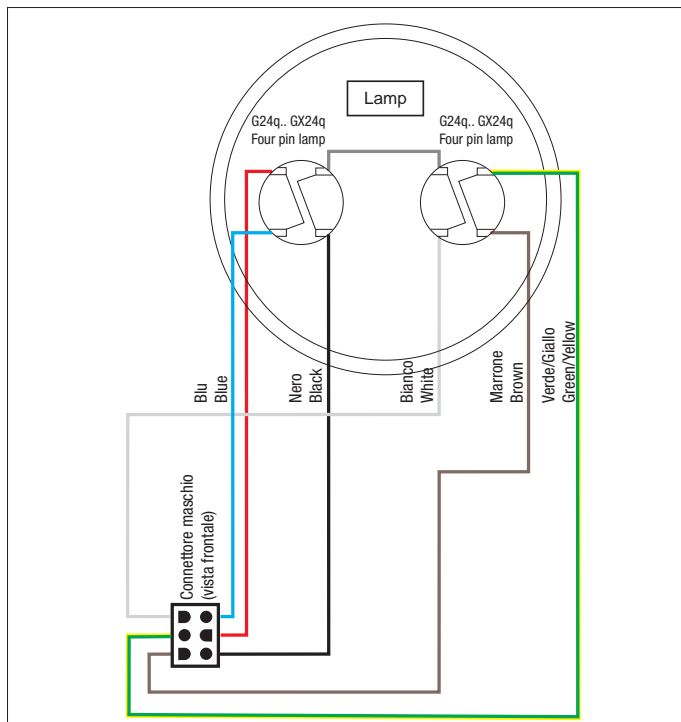 Lamp
G24q.. GX24q
Four pin lamp
G24q.. GX24q
Four pin lamp
Blu
Blue
Nero
Black
Bianco
White
Marrone
Brown
Verde/Giallo
Green/Yellow
Connettore maschio
(vista frontale)